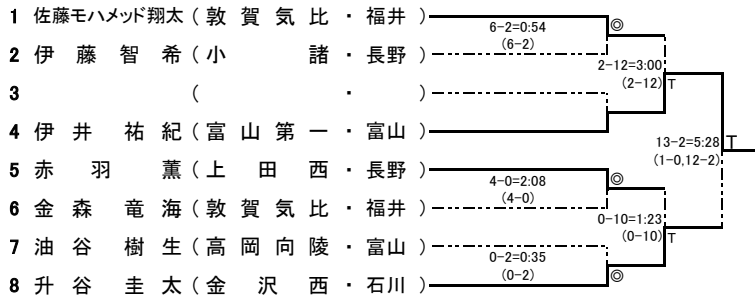 1 佐藤モハメッド翔太 ( 敦賀気比・福井 )
6-2=0:54 ◎
(6-2)
2 伊藤智希 ( 小諸・長野 )
2-12=3:00
(2-12) T
3 ( ・ )
4 伊井祐紀 ( 富山第一・富山 )
13-2=5:28 T
(1-0,12-2)
5 赤羽薫 ( 上田西・長野 )
4-0=2:08 ◎
(4-0)
6 金森竜海 ( 敦賀気比・福井 )
0-10=1:23
(0-10) T
7 油谷樹生 ( 高岡向陵・富山 )
0-2=0:35
(0-2) ◎
8 升谷圭太 ( 金沢西・石川 )